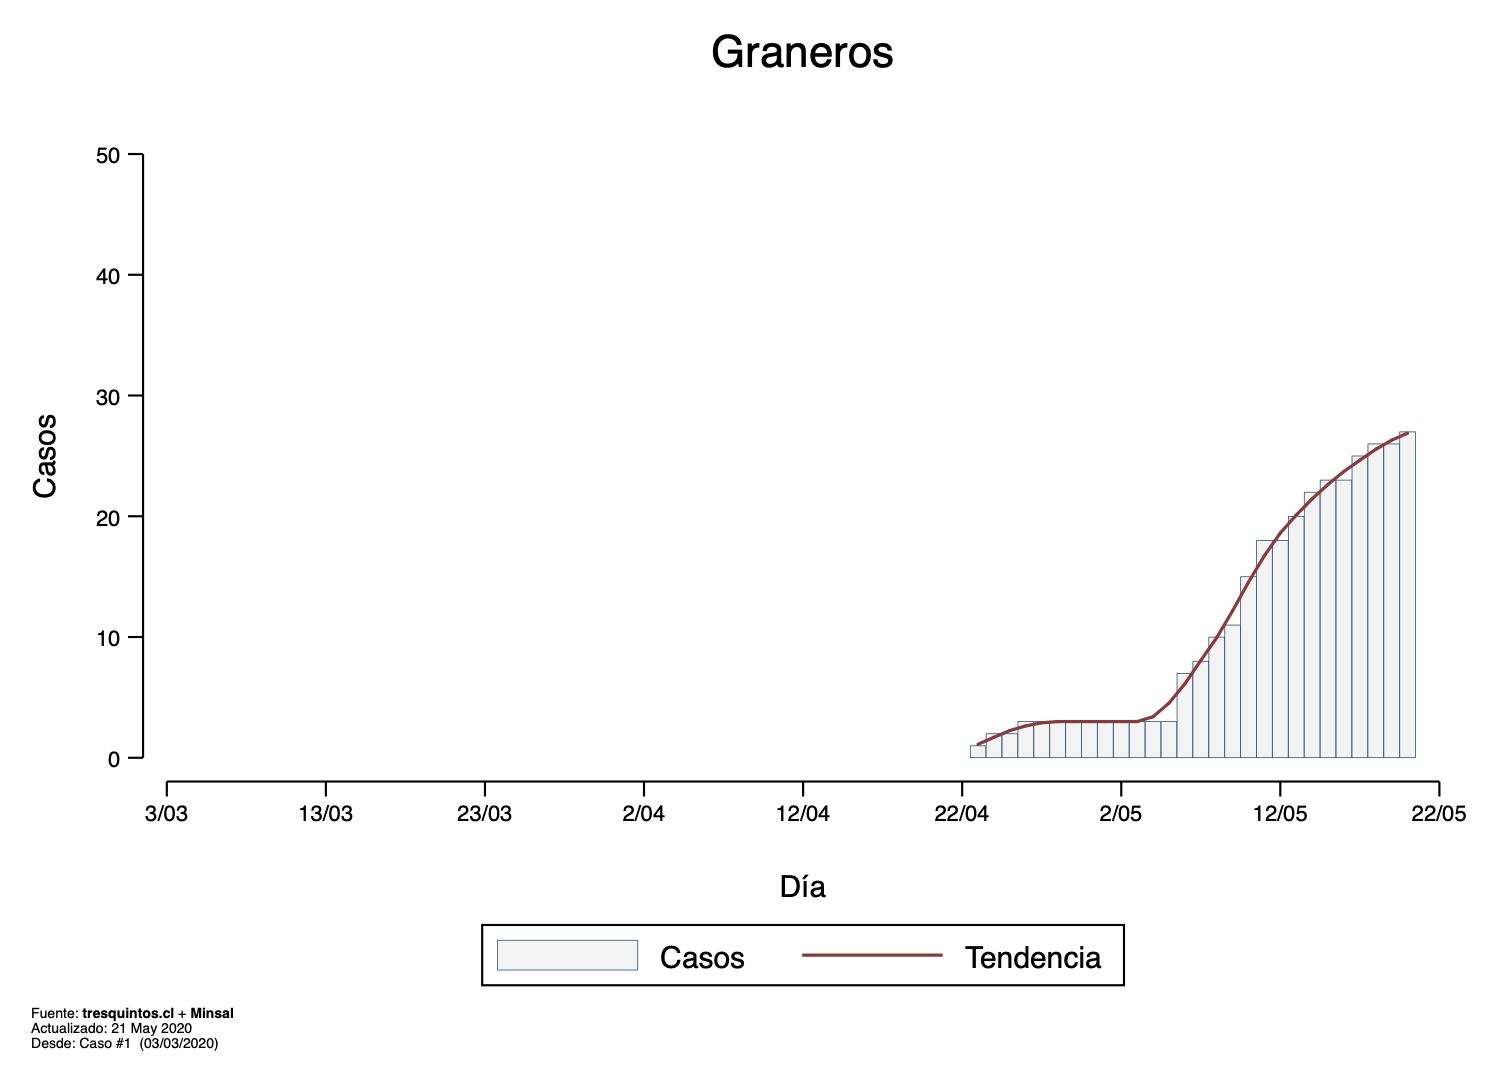 Graneros
50
40
30
20
10
0
Casos
3/03 13/03 23/03 2/04 12/04 22/04 2/05 12/05 22/05
Día
Casos Tendencia
Fuente: tresquintos.cl + Minsal
Actualizado: 21 May 2020
Desde: Caso #1 (03/03/2020)